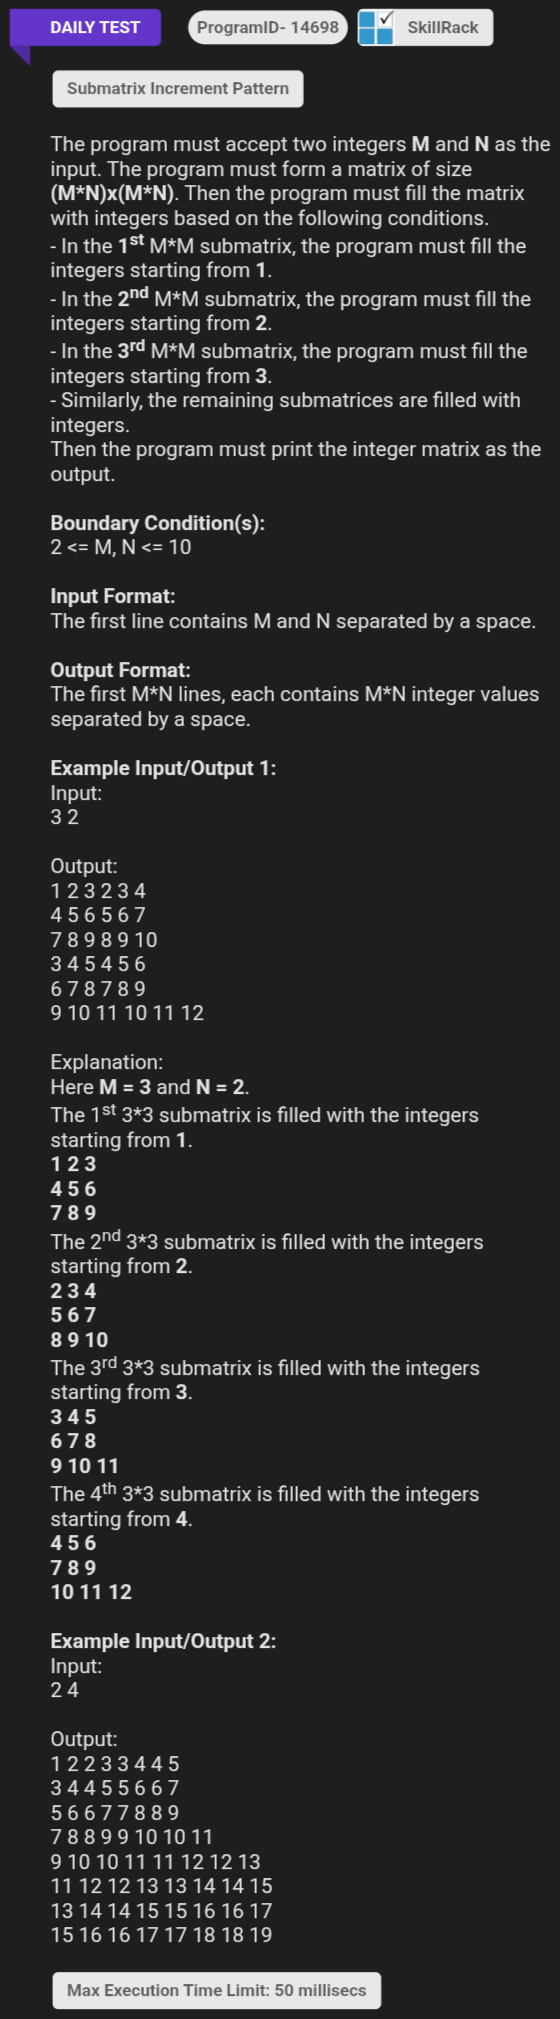 DAILY TEST
ProgramID- 14698
SkillRack
Submatrix Increment Pattern
The program must accept two integers M and N as the
input. The program must form a matrix of size
(M*N)x(M*N). Then the program must fill the matrix
with integers based on the following conditions.
- In the 1st M*M submatrix, the program must fill the
integers starting from 1.
- In the 2nd M*M submatrix, the program must fill the
integers starting from 2.
- In the 3rd M*M submatrix, the program must fill the
integers starting from 3.
- Similarly, the remaining submatrices are filled with
integers.
Then the program must print the integer matrix as the
output.
Boundary Condition(s):
2 <= M, N <= 10
Input Format:
The first line contains M and N separated by a space.
Output Format:
The first M*N lines, each contains M*N integer values
separated by a space.
Example Input/Output 1:
Input:
3 2
Output:
1 2 3 2 3 4
4 5 6 5 6 7
7 8 9 8 9 10
3 4 5 4 5 6
6 7 8 7 8 9
9 10 11 10 11 12
Explanation:
Here M = 3 and N = 2.
The 1st 3*3 submatrix is filled with the integers
starting from 1.
1 2 3
4 5 6
7 8 9
The 2nd 3*3 submatrix is filled with the integers
starting from 2.
2 3 4
5 6 7
8 9 10
The 3rd 3*3 submatrix is filled with the integers
starting from 3.
3 4 5
6 7 8
9 10 11
The 4th 3*3 submatrix is filled with the integers
starting from 4.
4 5 6
7 8 9
10 11 12
Example Input/Output 2:
Input:
2 4
Output:
1 2 2 3 3 4 4 5
3 4 4 5 5 6 6 7
5 6 6 7 7 8 8 9
7 8 8 9 9 10 10 11
9 10 10 11 11 12 12 13
11 12 12 13 13 14 14 15
13 14 14 15 15 16 16 17
15 16 16 17 17 18 18 19
Max Execution Time Limit: 50 millisecs